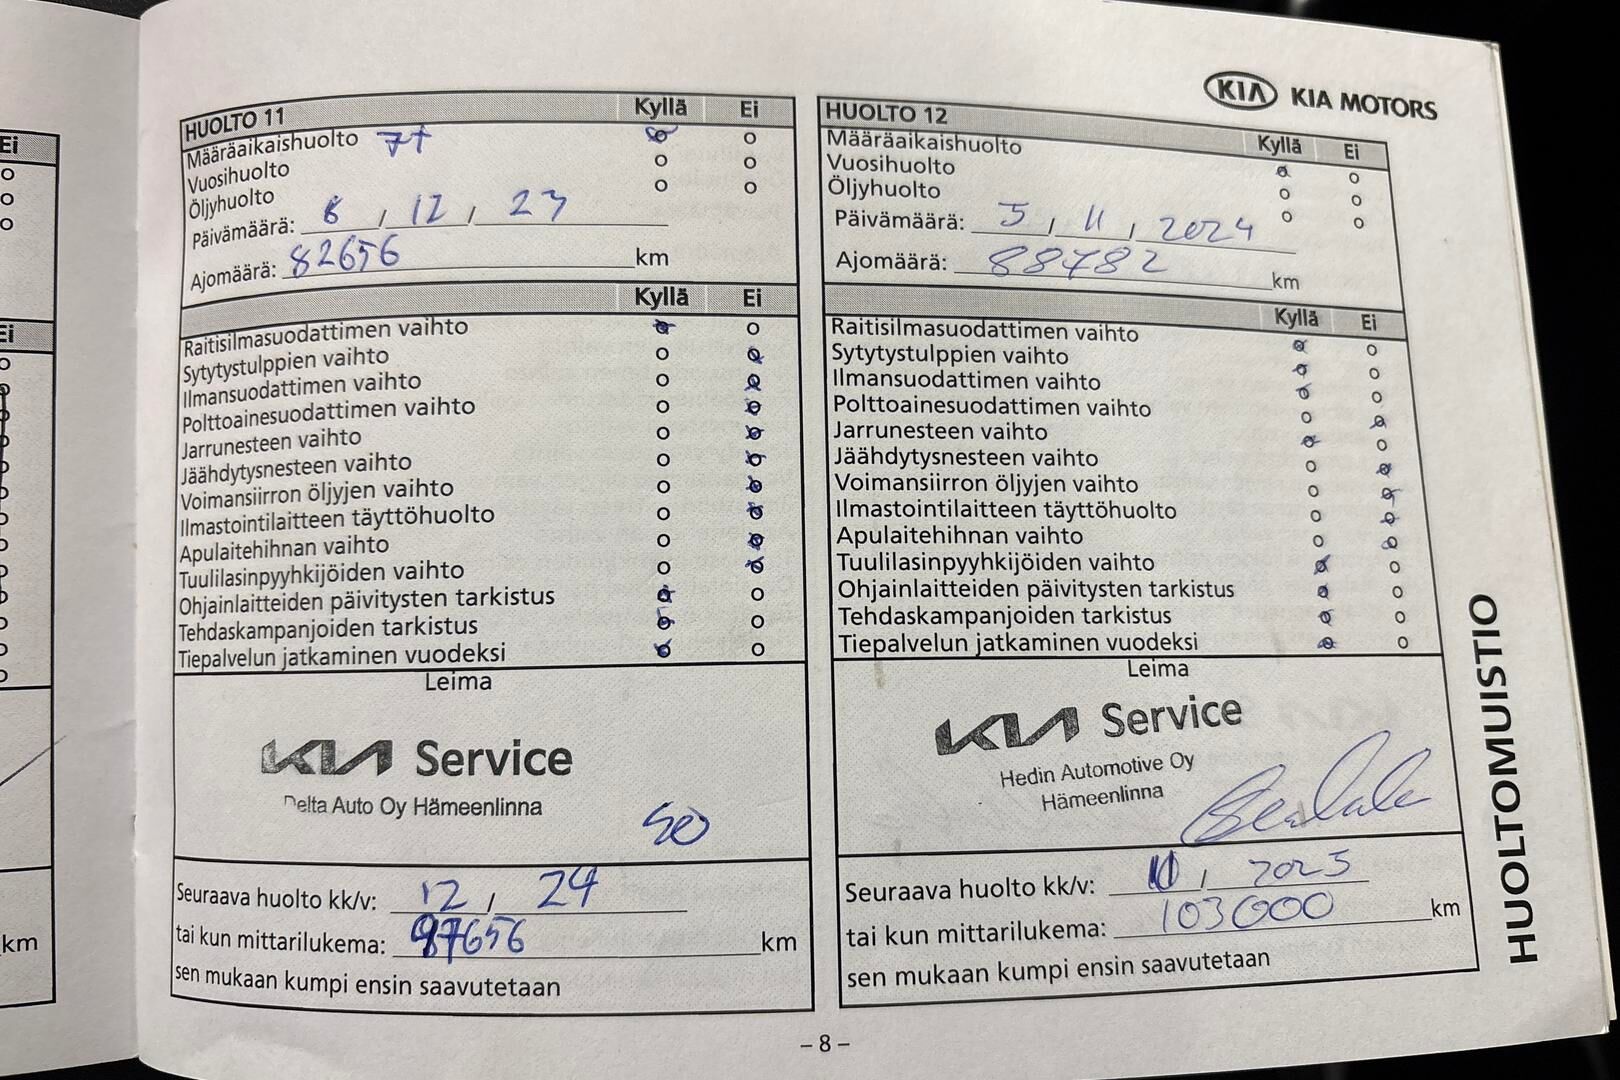 Ei
Ei
km
KIA KIA MOTORS
HUOLTO 11 Kyllä Ei
Määräaikaishuolto 7t
Vuosihuolto
Öljyhuolto
Päivämäärä: 6 / 12 / 23
Ajomäärä: 82656 km
Kyllä Ei
Raitisilmasuodattimen vaihto
Sytytystulppien vaihto
Ilmansuodattimen vaihto
Polttoainesuodattimen vaihto
Jarrunesteen vaihto
Jäähdytysnesteen vaihto
Voimansiirron öljyjen vaihto
Ilmastointilaitteen täyttöhuolto
Apulaitehihnan vaihto
Tuulilasinpyyhkijöiden vaihto
Ohjainlaitteiden päivitysten tarkistus
Tehdaskampanjoiden tarkistus
Tiepalvelun jatkaminen vuodeksi
Leima
KIA Service
Delta Auto Oy Hämeenlinna
Seuraava huolto kk/v: 12 / 24
tai kun mittarilukema: 97656 km
sen mukaan kumpi ensin saavutetaan
HUOLTO 12
Kyllä Ei
Määräaikaishuolto
Vuosihuolto
Öljyhuolto
Päivämäärä: 5 / 11 / 2024
Ajomäärä: 88782 km
Kyllä Ei
Raitisilmasuodattimen vaihto
Sytytystulppien vaihto
Ilmansuodattimen vaihto
Polttoainesuodattimen vaihto
Jarrunesteen vaihto
Jäähdytysnesteen vaihto
Voimansiirron öljyjen vaihto
Ilmastointilaitteen täyttöhuolto
Apulaitehihnan vaihto
Tuulilasinpyyhkijöiden vaihto
Ohjainlaitteiden päivitysten tarkistus
Tehdaskampanjoiden tarkistus
Tiepalvelun jatkaminen vuodeksi
Leima
KIA Service
Hedin Automotive Oy
Hämeenlinna
Seuraava huolto kk/v: / 2025
tai kun mittarilukema: 103000 km
sen mukaan kumpi ensin saavutetaan
HUOLTOMUISTIO
– 8 –